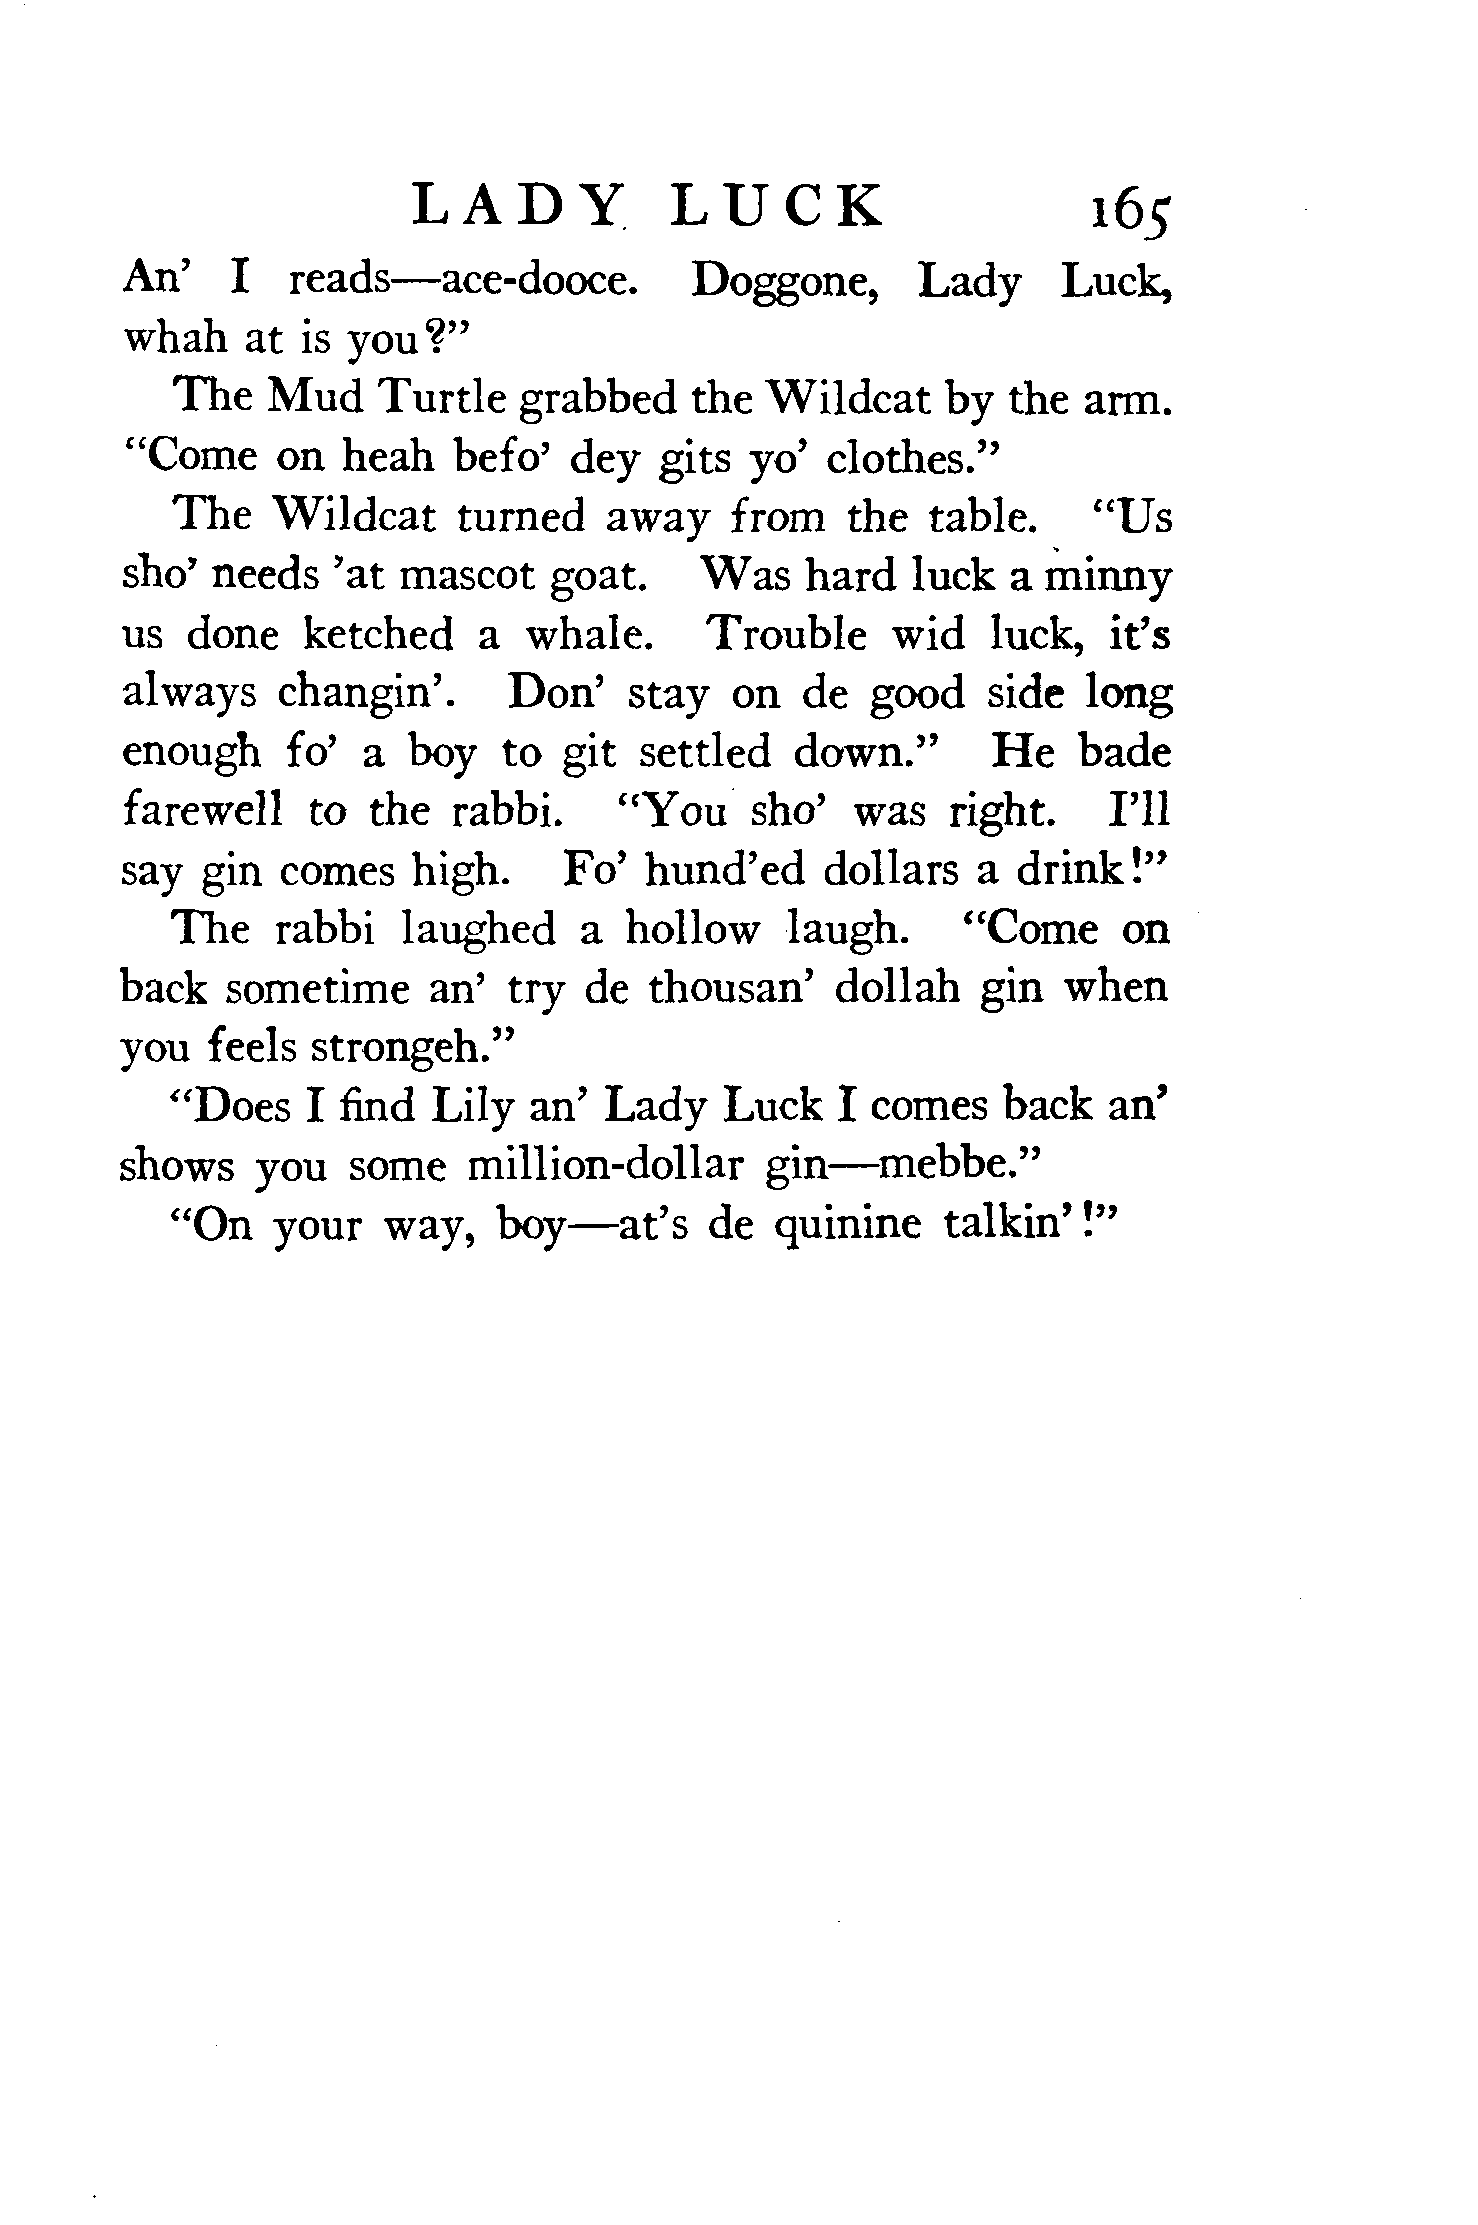 LADY LUCK 165
An’ I reads—ace-dooce. Doggone, Lady Luck,
whah at is you?”
The Mud Turtle grabbed the Wildcat by the arm.
“Come on heah befo’ dey gits yo’ clothes.”
The Wildcat turned away from the table. “Us
sho’ needs ’at mascot goat. Was hard luck a minny
us done ketched a whale. Trouble wid luck, it’s
always changin’. Don’ stay on de good side long
enough fo’ a boy to git settled down.” He bade
farewell to the rabbi. “You sho’ was right. I’ll
say gin comes high. Fo’ hund’ed dollars a drink!”
The rabbi laughed a hollow laugh. “Come on
back sometime an’ try de thousan’ dollah gin when
you feels strongeh.”
“Does I find Lily an’ Lady Luck I comes back an’
shows you some million-dollar gin—mebbe.”
“On your way, boy—at’s de quinine talkin’!”